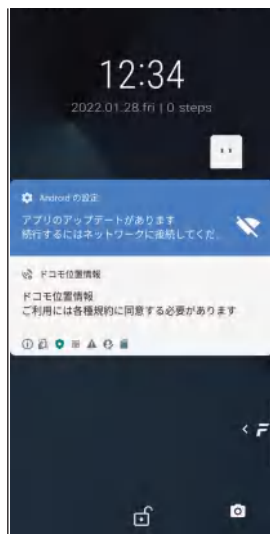 12:34
2022.01.28 fri | 0 steps
Android の設定
アプリのアップデートがあります
続行するにはネットワークに接続してくだ…
ドコモ位置情報
ドコモ位置情報
ご利用には各種規約に同意する必要があります